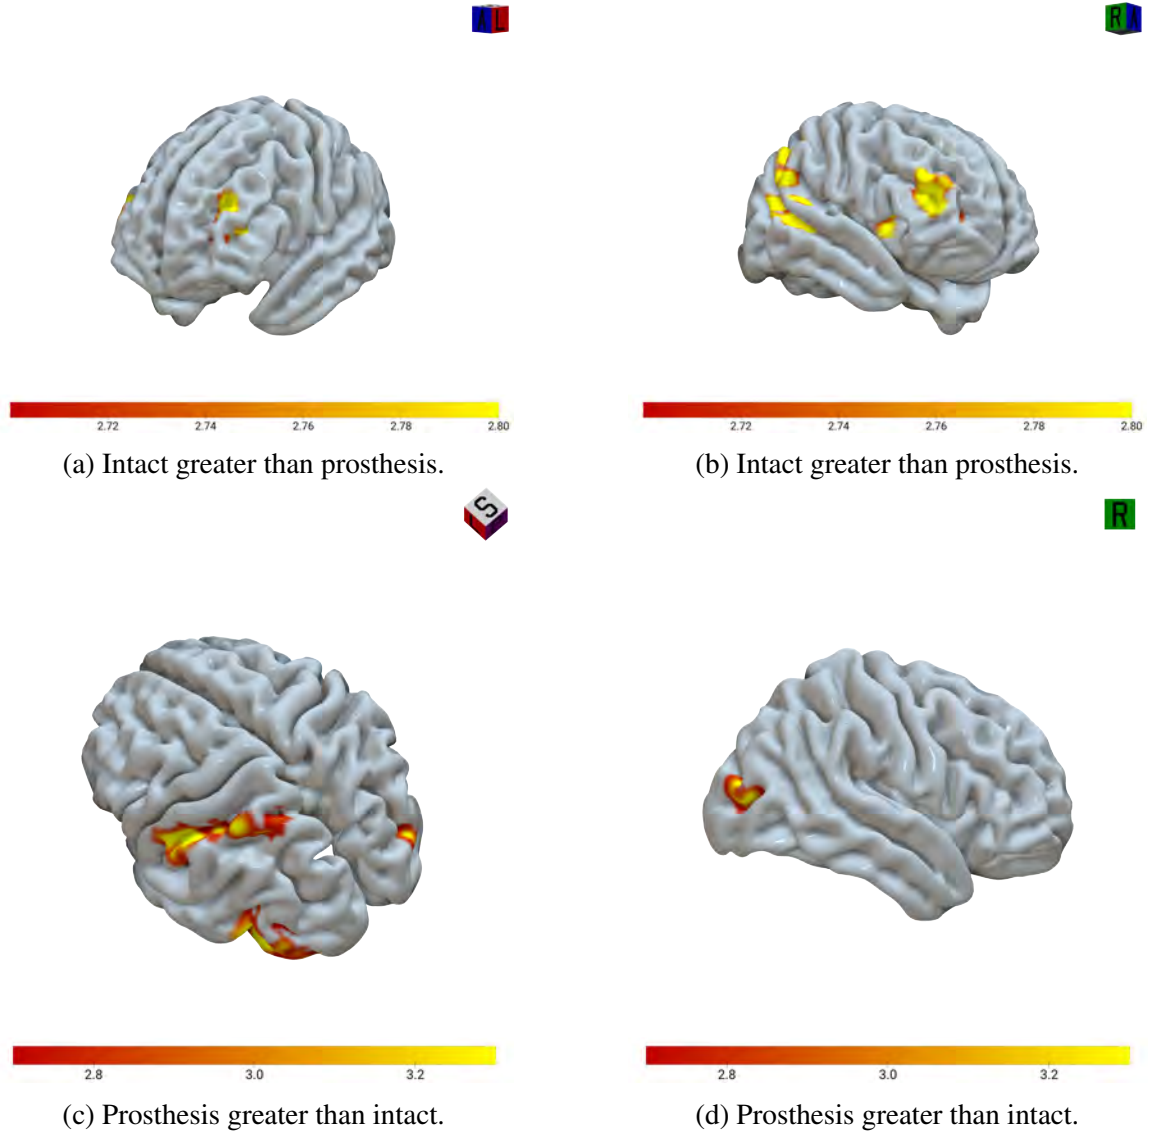 A L
R A
2.72 2.74 2.76 2.78 2.80
2.72 2.74 2.76 2.78 2.80
(a) Intact greater than prosthesis.
(b) Intact greater than prosthesis.
S
R
2.8 3.0 3.2
2.8 3.0 3.2
(c) Prosthesis greater than intact.
(d) Prosthesis greater than intact.